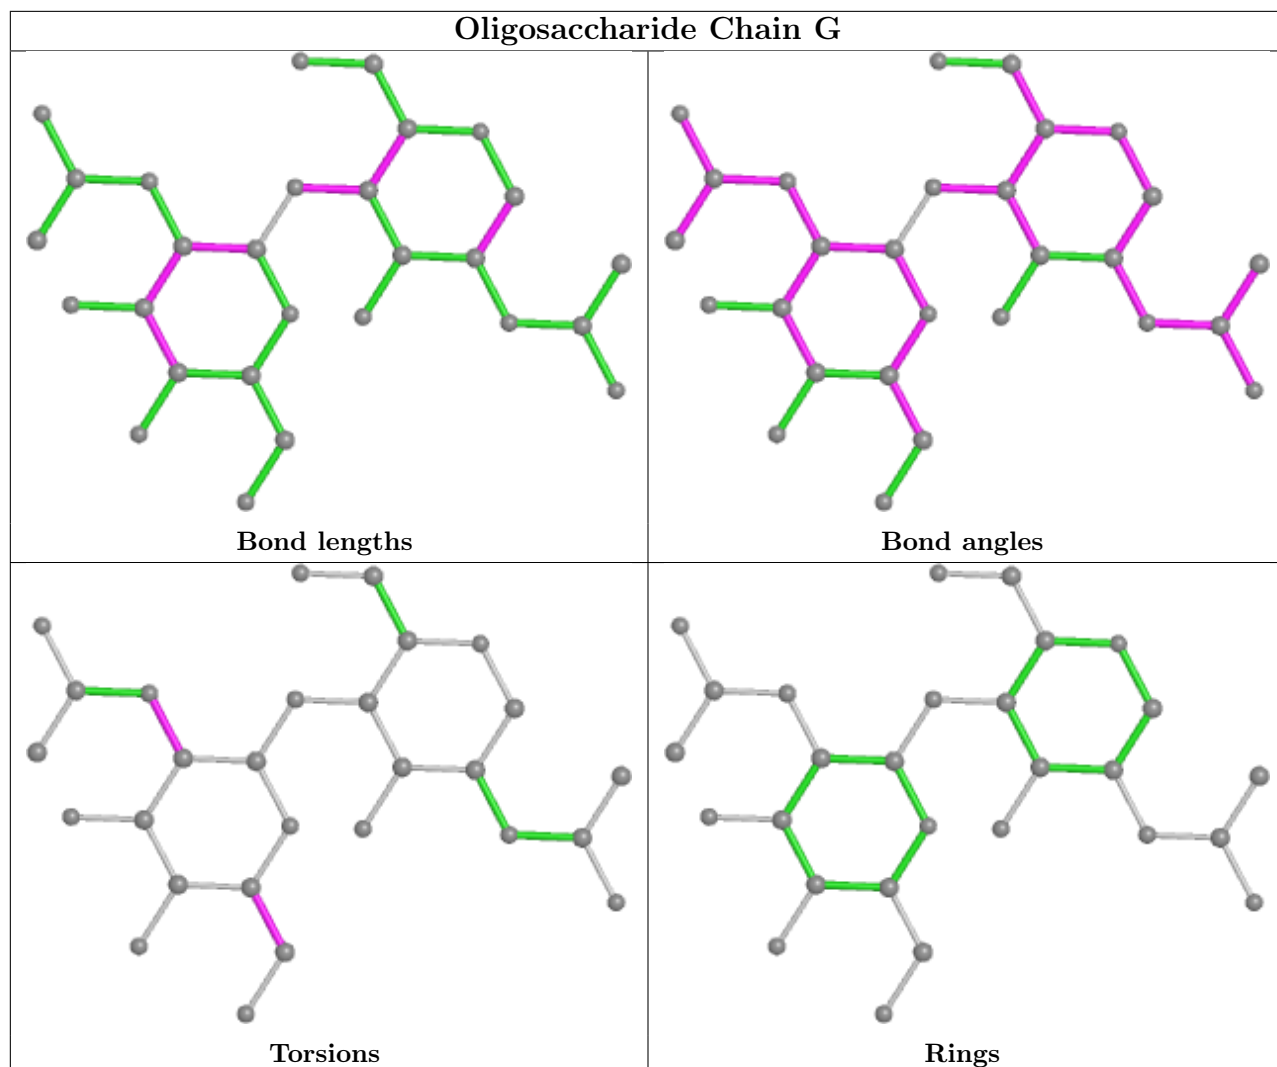 Oligosaccharide Chain G
Bond lengths
Bond angles
Torsions
Rings